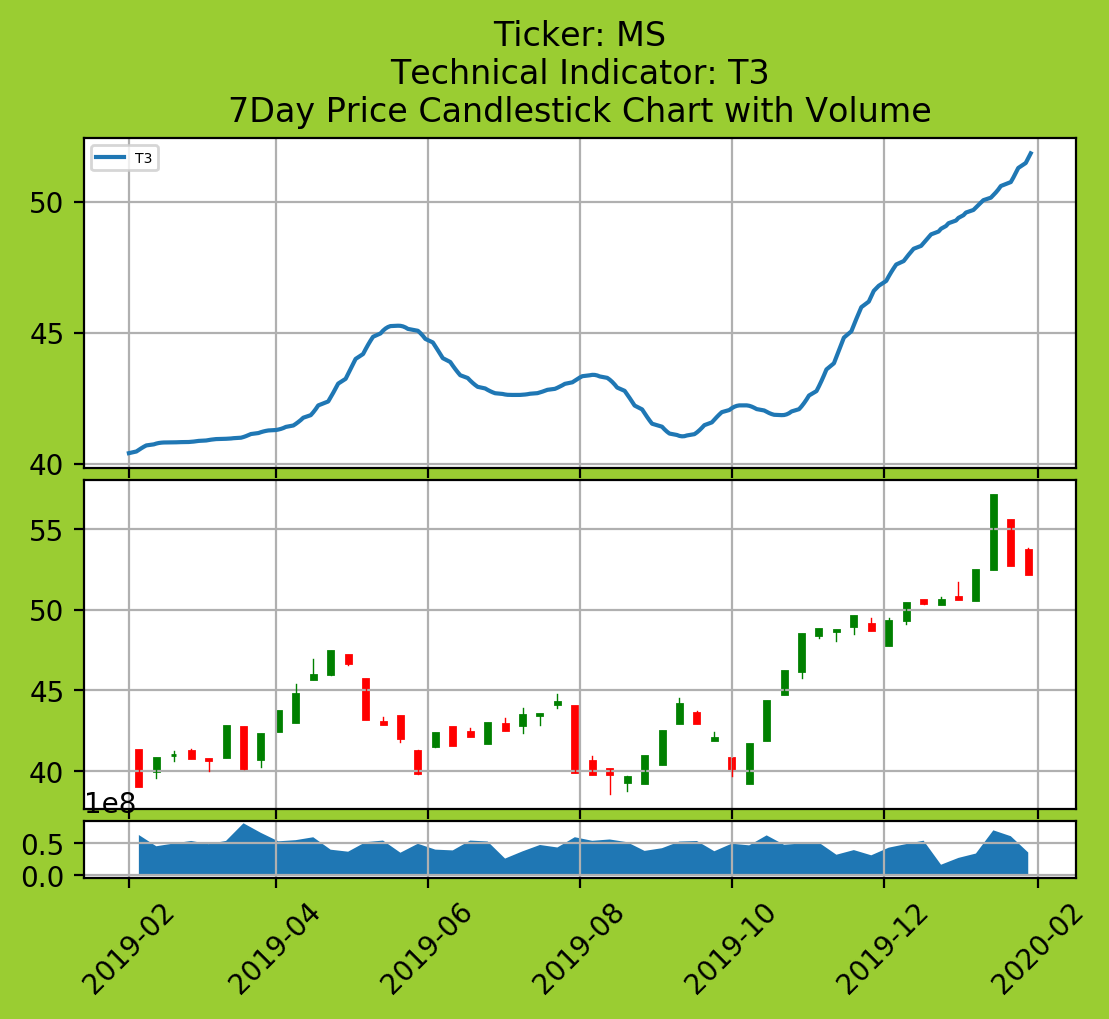 Ticker: MS
Technical Indicator: T3
7Day Price Candlestick Chart with Volume
T3
50
45
40
55
50
45
40
1e8
0.5
0.0
2019-02 2019-04 2019-06 2019-08 2019-10 2019-12 2020-02